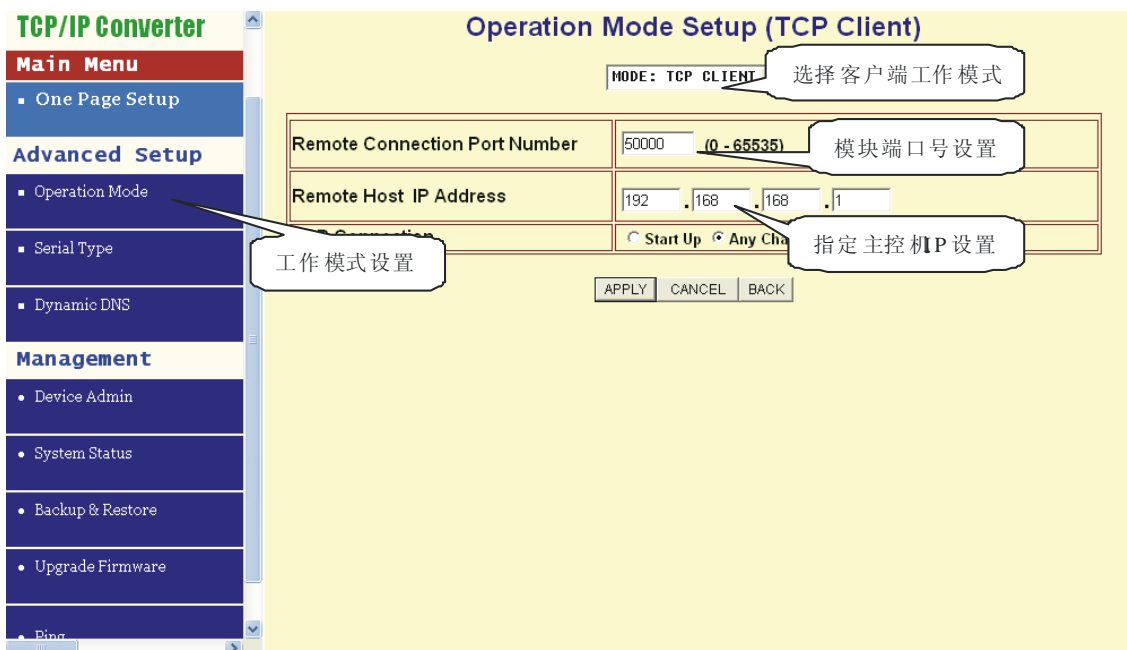 TCP/IP Converter
Main Menu
One Page Setup
Advanced Setup
Operation Mode
Serial Type
Dynamic DNS
Management
Device Admin
System Status
Backup & Restore
Upgrade Firmware
Ping
Operation Mode Setup (TCP Client)
MODE: TCP CLIENT
选择客户端工作模式
Remote Connection Port Number
50000 (0 - 65535)
模块端口号设置
Remote Host IP Address
192 . 168 . 168 . 1
指定主控机IP设置
Connection
Start Up Any
工作模式设置
APPLY CANCEL BACK